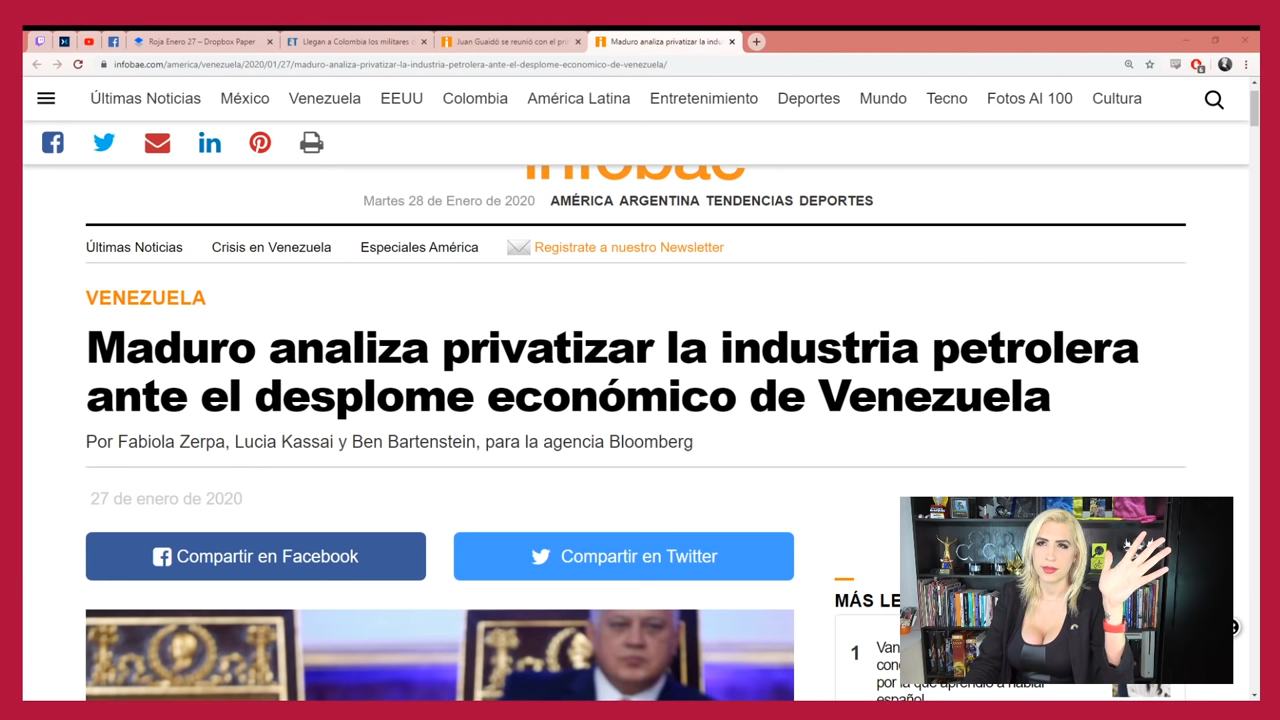 Roja Enero 27 – Dropbox Paper
Llegan a Colombia los militares
Juan Guaidó se reunió con el pri
Maduro analiza privatizar la indu
infobae.com/america/venezuela/2020/01/27/maduro-analiza-privatizar-la-industria-petrolera-ante-el-desplome-economico-de-venezuela/
Últimas Noticias México Venezuela EEUU Colombia América Latina Entretenimiento Deportes Mundo Tecno Fotos Al 100 Cultura
infobae
Martes 28 de Enero de 2020 AMÉRICA ARGENTINA TENDENCIAS DEPORTES
Últimas Noticias Crisis en Venezuela Especiales América Registrate a nuestro Newsletter
VENEZUELA
Maduro analiza privatizar la industria petrolera
ante el desplome económico de Venezuela
Por Fabiola Zerpa, Lucia Kassai y Ben Bartenstein, para la agencia Bloomberg
27 de enero de 2020
Compartir en Facebook
Compartir en Twitter
MÁS LE
1
Van
con
por la que aprendió a hablar
español